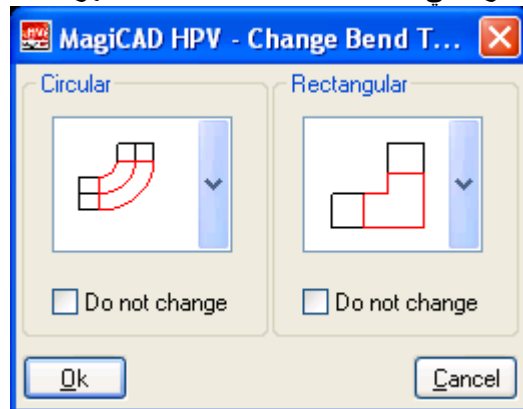 MagiCAD HPV - Change Bend T...
Circular
Rectangular
Do not change
Do not change
Ok
Cancel